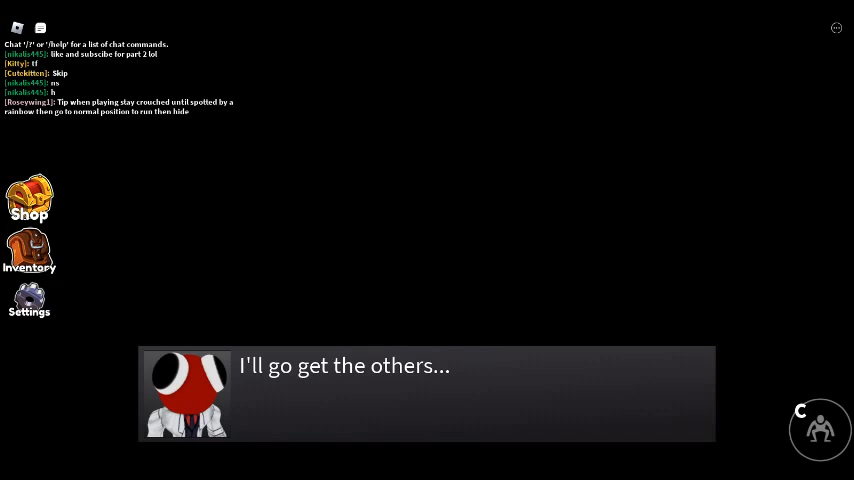 Chat '/?' or '/help' for a list of chat commands.
[nikalis445]: like and subscibe for part 2 lol
[Kitty]: tf
[Cutekitten]: Skip
[nikalis445]: ns
[nikalis445]: h
[Roseywing1]: Tip when playing stay crouched until spotted by a
rainbow then go to normal position to run then hide
Shop
Inventory
Settings
I'll go get the others...
C